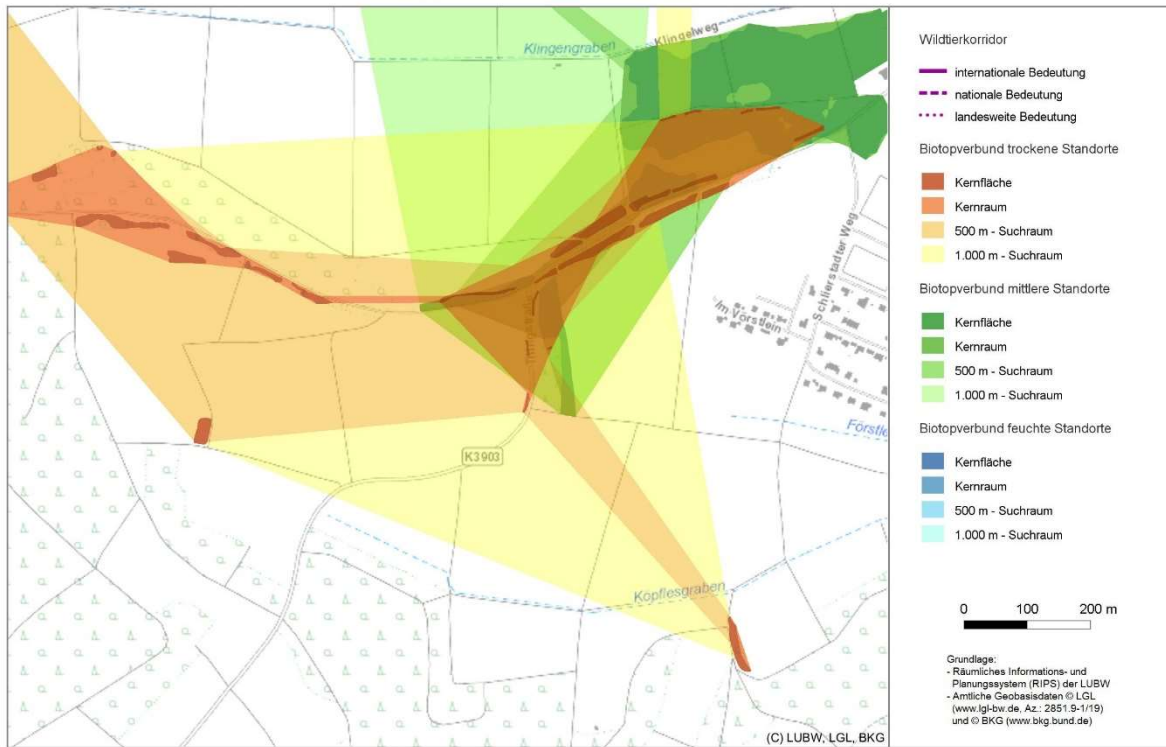 Klingengraben
Klingelweg
Schlierstadter Weg
Im Vörstlein
Förstle
K3903
Kopflesgraben
(C) LUBW, LGL, BKG
Wildtierkorridor
internationale Bedeutung
nationale Bedeutung
landesweite Bedeutung
Biotopverbund trockene Standorte
Kernfläche
Kernraum
500 m - Suchraum
1.000 m - Suchraum
Biotopverbund mittlere Standorte
Kernfläche
Kernraum
500 m - Suchraum
1.000 m - Suchraum
Biotopverbund feuchte Standorte
Kernfläche
Kernraum
500 m - Suchraum
1.000 m - Suchraum
0 100 200 m
Grundlage:
- Räumliches Informations- und
Planungssystem (RIPS) der LUBW
- Amtliche Geobasisdaten © LGL
(www.lgl-bw.de, Az.: 2851.9-1/19)
und © BKG (www.bkg.bund.de)